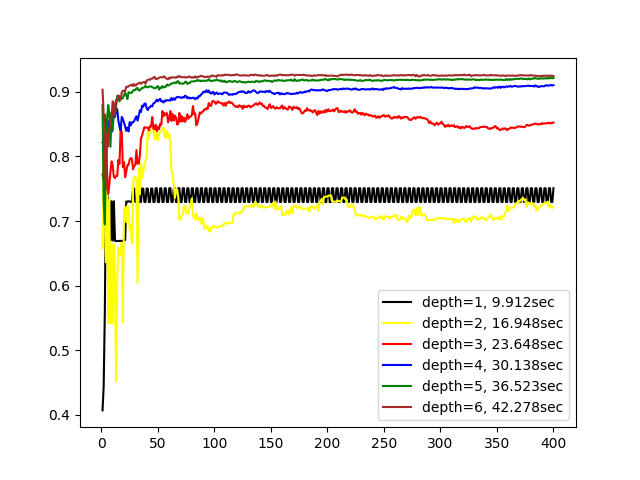 0.9
0.8
0.7
0.6
0.5
0.4
0
50
100
150
200
250
300
350
400
depth=1, 9.912sec
depth=2, 16.948sec
depth=3, 23.648sec
depth=4, 30.138sec
depth=5, 36.523sec
depth=6, 42.278sec